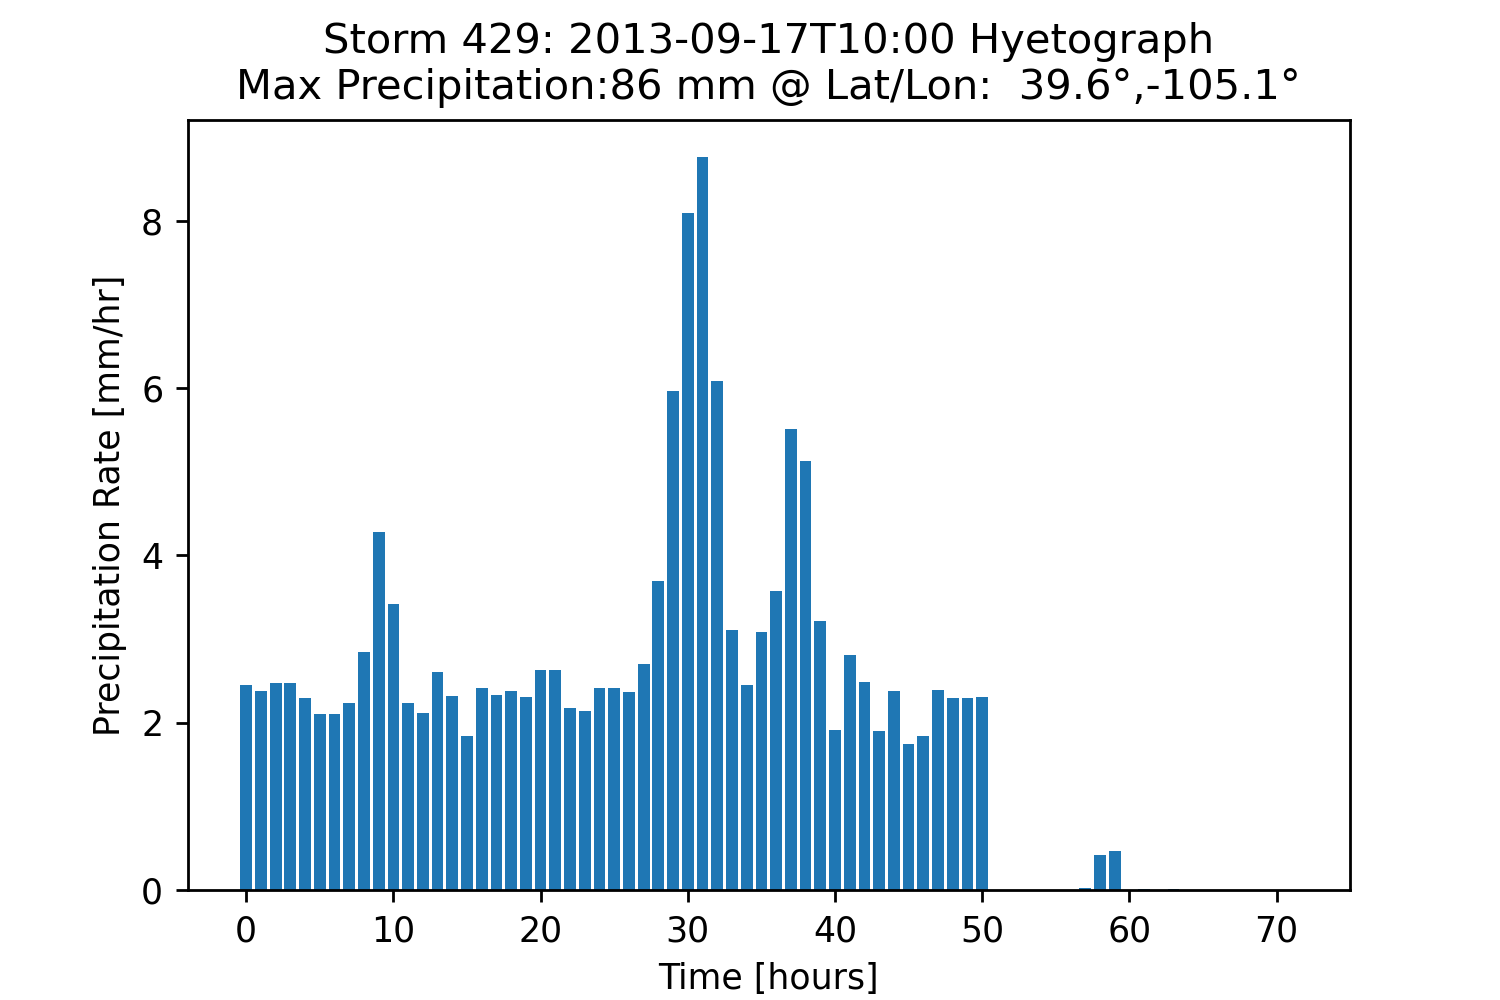 Storm 429: 2013-09-17T10:00 Hyetograph
Max Precipitation:86 mm @ Lat/Lon:  39.6°,-105.1°
Precipitation Rate [mm/hr]
8
6
4
2
0
0 10 20 30 40 50 60 70
Time [hours]